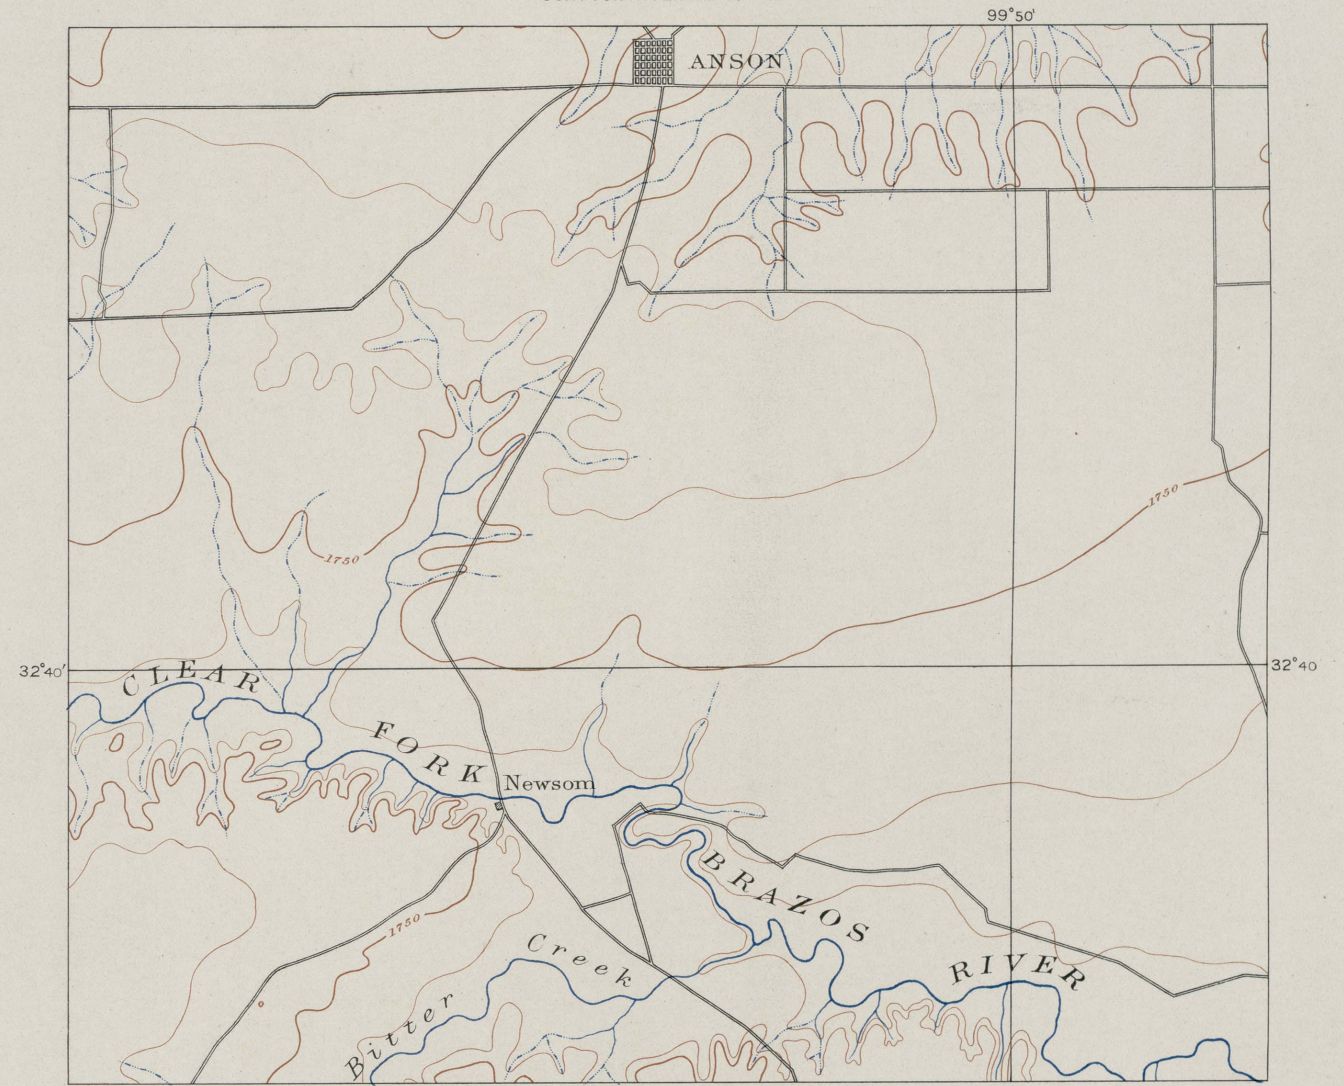 99°50'
ANSON
1750
1750
32°40'
32°40'
CLEAR
FORK
Newsom
BRAZOS
1750
Creek
RIVER
Bitter